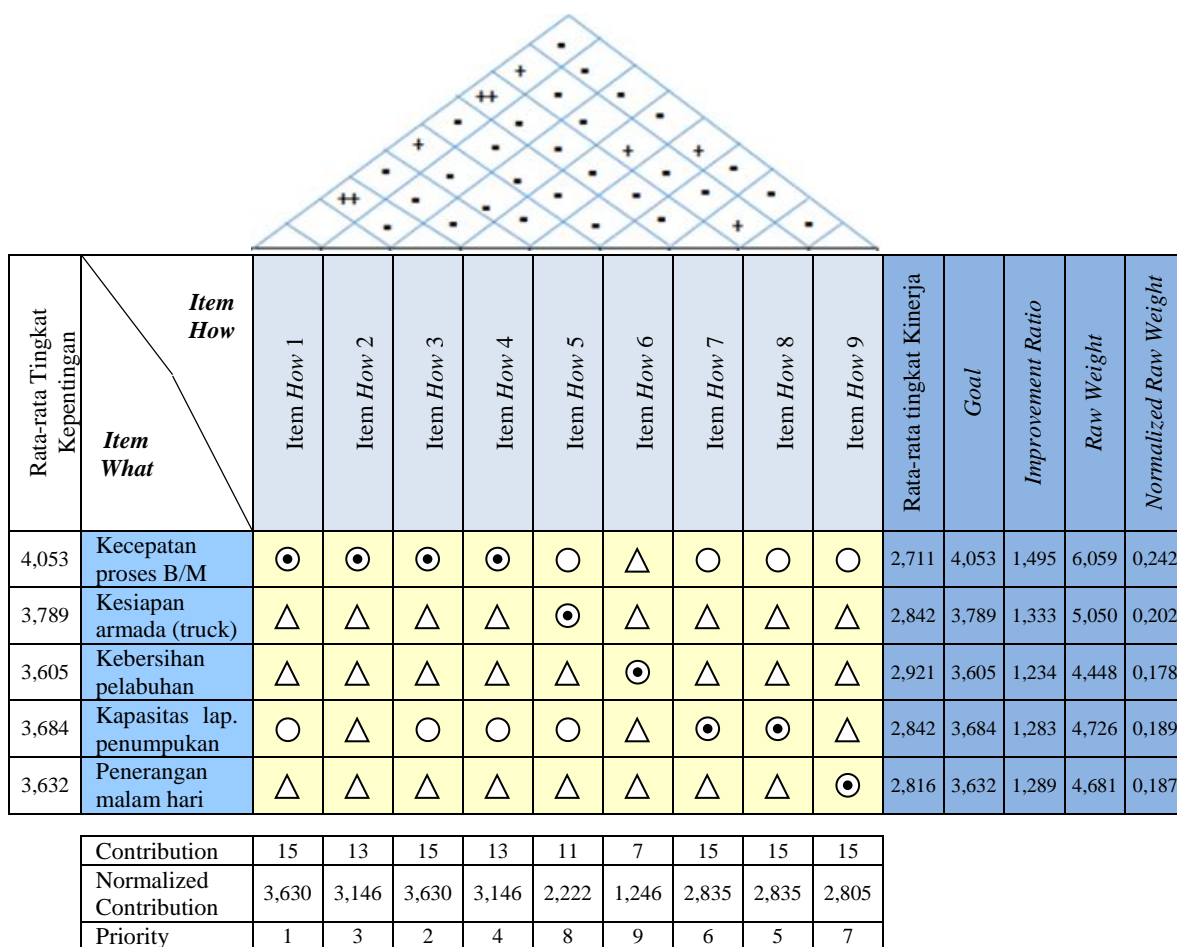 -
+ -
++ - -
- - - -
+ - - + +
- - - - - -
++ - - - - - -
- - - - - + -
Rata-rata Tingkat
Kepentingan
Item
How
Item
What
Item How 1
Item How 2
Item How 3
Item How 4
Item How 5
Item How 6
Item How 7
Item How 8
Item How 9
Rata-rata tingkat Kinerja
Goal
Improvement Ratio
Raw Weight
Normalized Raw Weight
4,053 Kecepatan
proses B/M
2,711 4,053 1,495 6,059 0,242
3,789 Kesiapan
armada (truck)
2,842 3,789 1,333 5,050 0,202
3,605 Kebersihan
pelabuhan
2,921 3,605 1,234 4,448 0,178
3,684 Kapasitas lap.
penumpukan
2,842 3,684 1,283 4,726 0,189
3,632 Penerangan
malam hari
2,816 3,632 1,289 4,681 0,187
Contribution 15 13 15 13 11 7 15 15 15
Normalized
Contribution
3,630 3,146 3,630 3,146 2,222 1,246 2,835 2,835 2,805
Priority 1 3 2 4 8 9 6 5 7